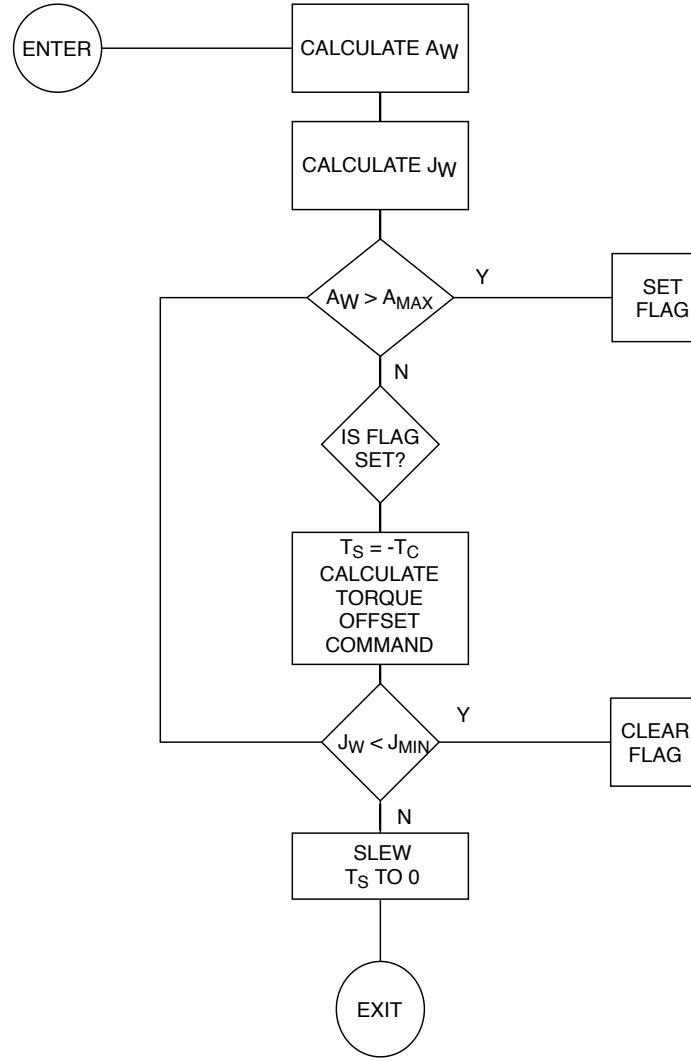 ENTER
CALCULATE AW
CALCULATE JW
AW > AMAX
Y
SET
FLAG
N
IS FLAG
SET?
TS = -TC
CALCULATE
TORQUE
OFFSET
COMMAND
JW < JMIN
Y
CLEAR
FLAG
N
SLEW
TS TO 0
EXIT